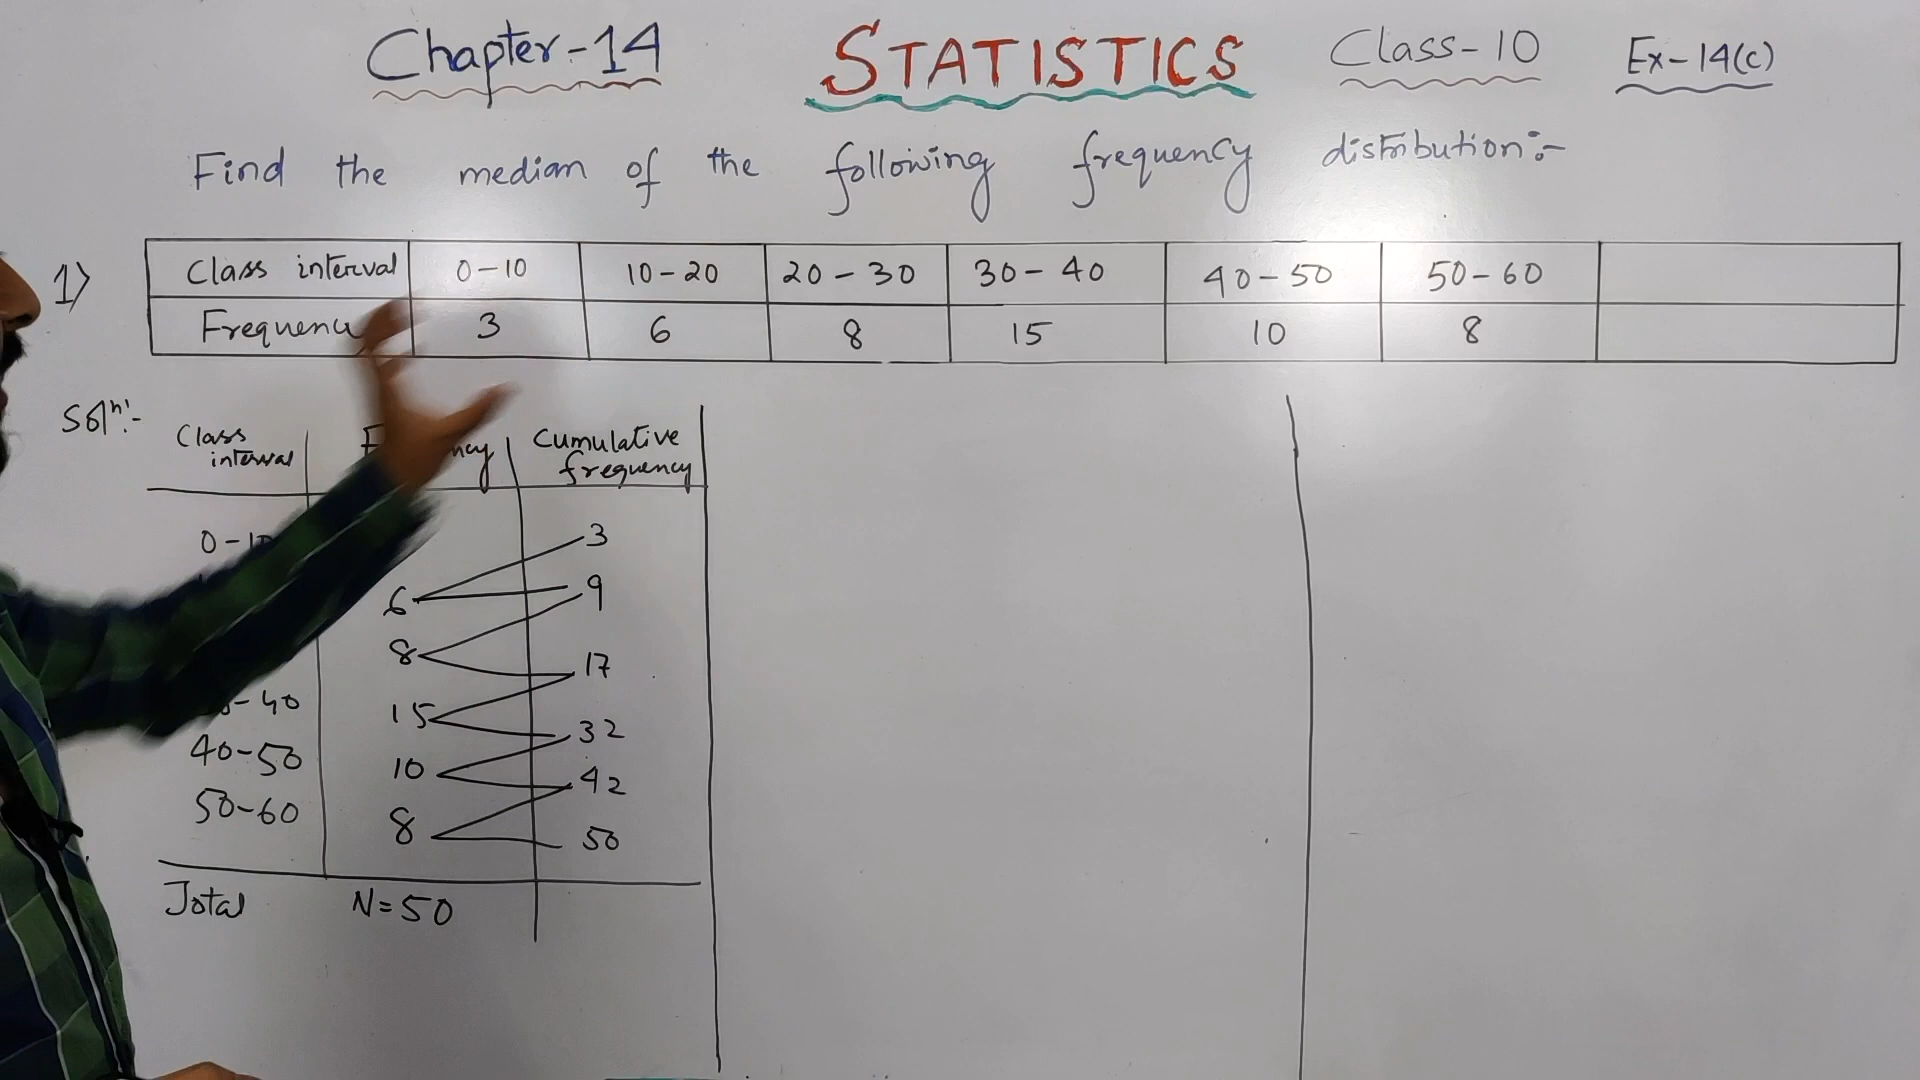 Chapter-14 STATISTICS Class-10 Ex-14(c)
Find the median of the following frequency distribution:-
1) Class interval 0-10 10-20 20-30 30-40 40-50 50-60
3 6 8 15 10 8
Solⁿ:- Class interval Cumulative frequency
3
6 9
8 17
40 15 32
40-50 10 42
50-60 8 50
Total N=50